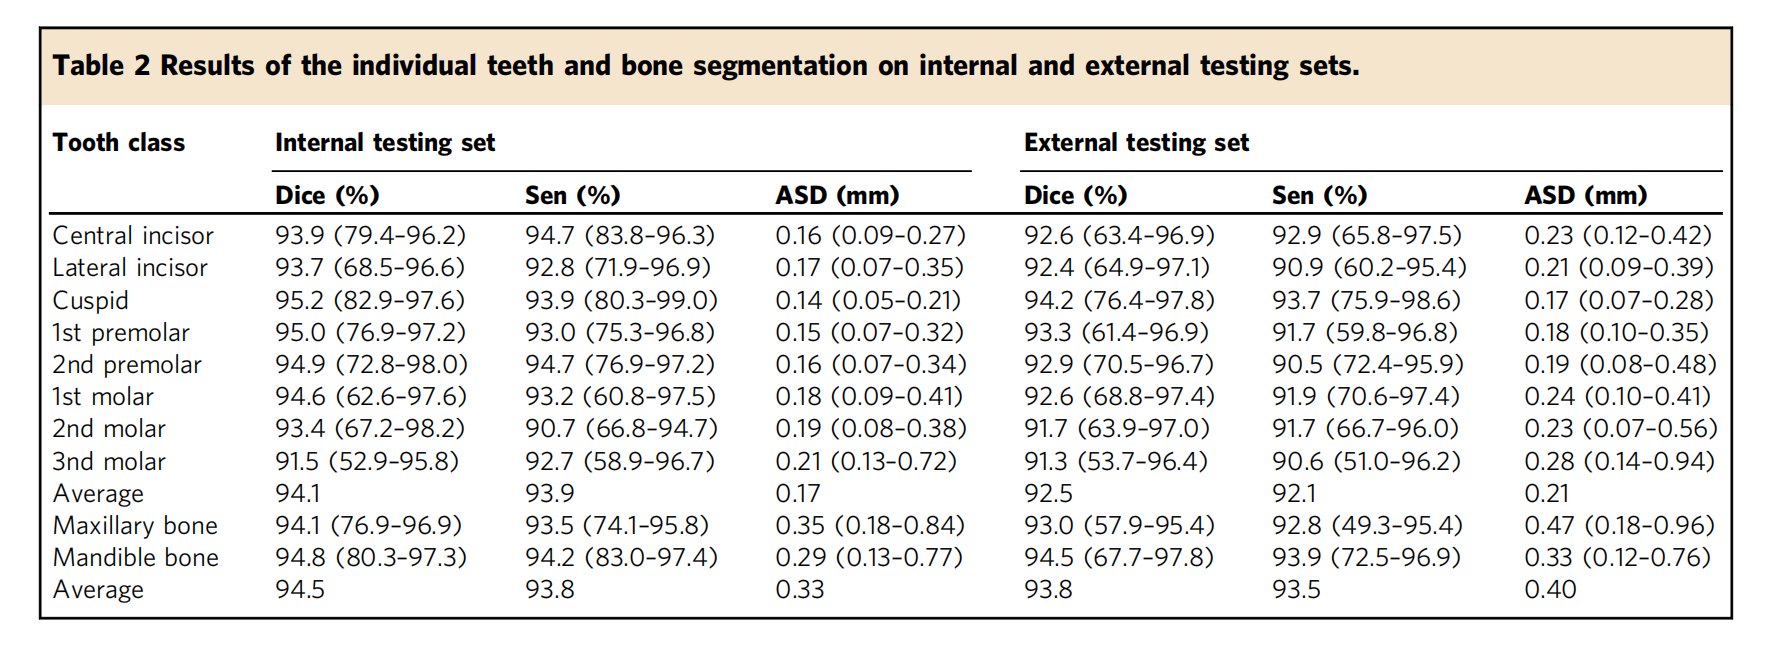 Table 2 Results of the individual teeth and bone segmentation on internal and external testing sets.
Tooth class Internal testing set External testing set
Dice (%) Sen (%) ASD (mm) Dice (%) Sen (%) ASD (mm)
Central incisor 93.9 (79.4–96.2) 94.7 (83.8–96.3) 0.16 (0.09–0.27) 92.6 (63.4–96.9) 92.9 (65.8–97.5) 0.23 (0.12–0.42)
Lateral incisor 93.7 (68.5–96.6) 92.8 (71.9–96.9) 0.17 (0.07–0.35) 92.4 (64.9–97.1) 90.9 (60.2–95.4) 0.21 (0.09–0.39)
Cuspid 95.2 (82.9–97.6) 93.9 (80.3–99.0) 0.14 (0.05–0.21) 94.2 (76.4–97.8) 93.7 (75.9–98.6) 0.17 (0.07–0.28)
1st premolar 95.0 (76.9–97.2) 93.0 (75.3–96.8) 0.15 (0.07–0.32) 93.3 (61.4–96.9) 91.7 (59.8–96.8) 0.18 (0.10–0.35)
2nd premolar 94.9 (72.8–98.0) 94.7 (76.9–97.2) 0.16 (0.07–0.34) 92.9 (70.5–96.7) 90.5 (72.4–95.9) 0.19 (0.08–0.48)
1st molar 94.6 (62.6–97.6) 93.2 (60.8–97.5) 0.18 (0.09–0.41) 92.6 (68.8–97.4) 91.9 (70.6–97.4) 0.24 (0.10–0.41)
2nd molar 93.4 (67.2–98.2) 90.7 (66.8–94.7) 0.19 (0.08–0.38) 91.7 (63.9–97.0) 91.7 (66.7–96.0) 0.23 (0.07–0.56)
3nd molar 91.5 (52.9–95.8) 92.7 (58.9–96.7) 0.21 (0.13–0.72) 91.3 (53.7–96.4) 90.6 (51.0–96.2) 0.28 (0.14–0.94)
Average 94.1 93.9 0.17 92.5 92.1 0.21
Maxillary bone 94.1 (76.9–96.9) 93.5 (74.1–95.8) 0.35 (0.18–0.84) 93.0 (57.9–95.4) 92.8 (49.3–95.4) 0.47 (0.18–0.96)
Mandible bone 94.8 (80.3–97.3) 94.2 (83.0–97.4) 0.29 (0.13–0.77) 94.5 (67.7–97.8) 93.9 (72.5–96.9) 0.33 (0.12–0.76)
Average 94.5 93.8 0.33 93.8 93.5 0.40